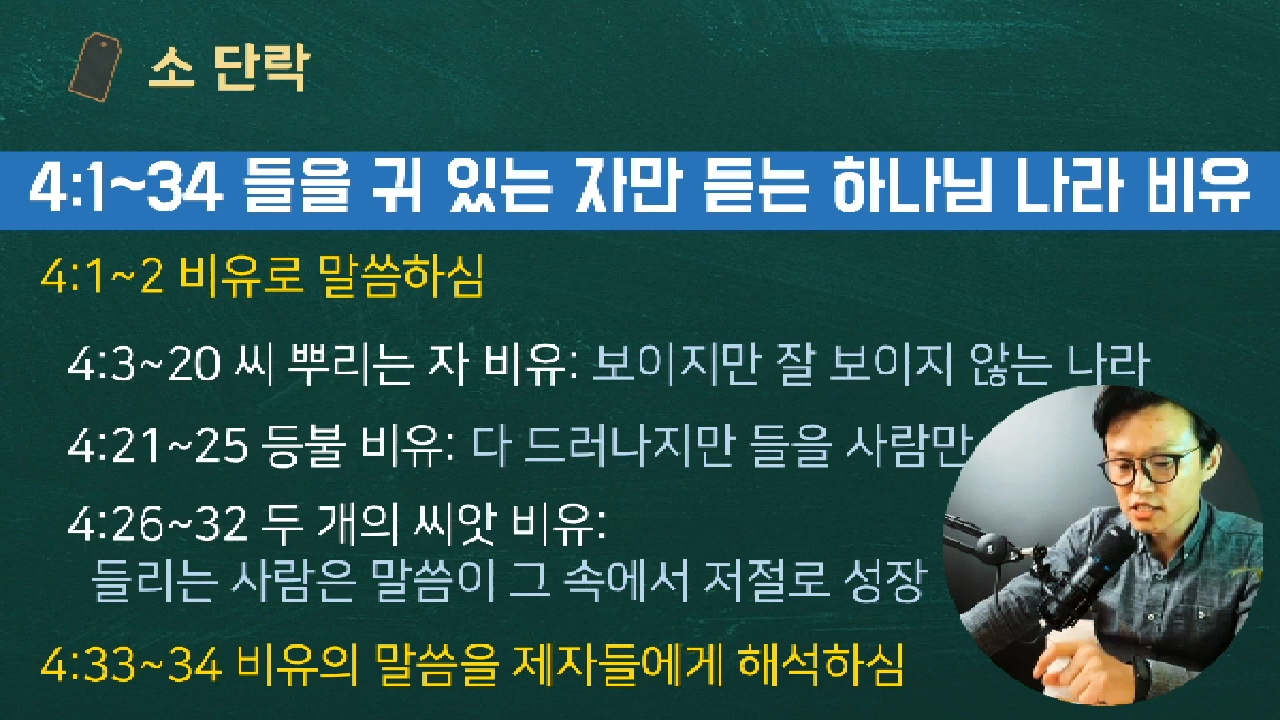 소 단락
4:1~34 들을 귀 있는 자만 듣는 하나님 나라 비유
4:1~2 비유로 말씀하심
4:3~20 씨 뿌리는 자 비유: 보이지만 잘 보이지 않는 나라
4:21~25 등불 비유: 다 드러나지만 들을 사람만
4:26~32 두 개의 씨앗 비유:
들리는 사람은 말씀이 그 속에서 저절로 성장
4:33~34 비유의 말씀을 제자들에게 해석하심